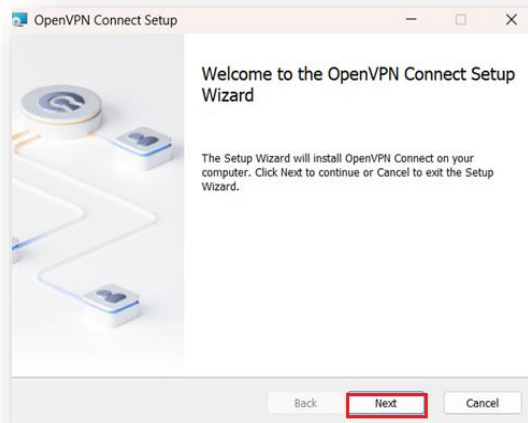 OpenVPN Connect Setup
Welcome to the OpenVPN Connect Setup
Wizard
The Setup Wizard will install OpenVPN Connect on your
computer. Click Next to continue or Cancel to exit the Setup
Wizard.
Back Next Cancel